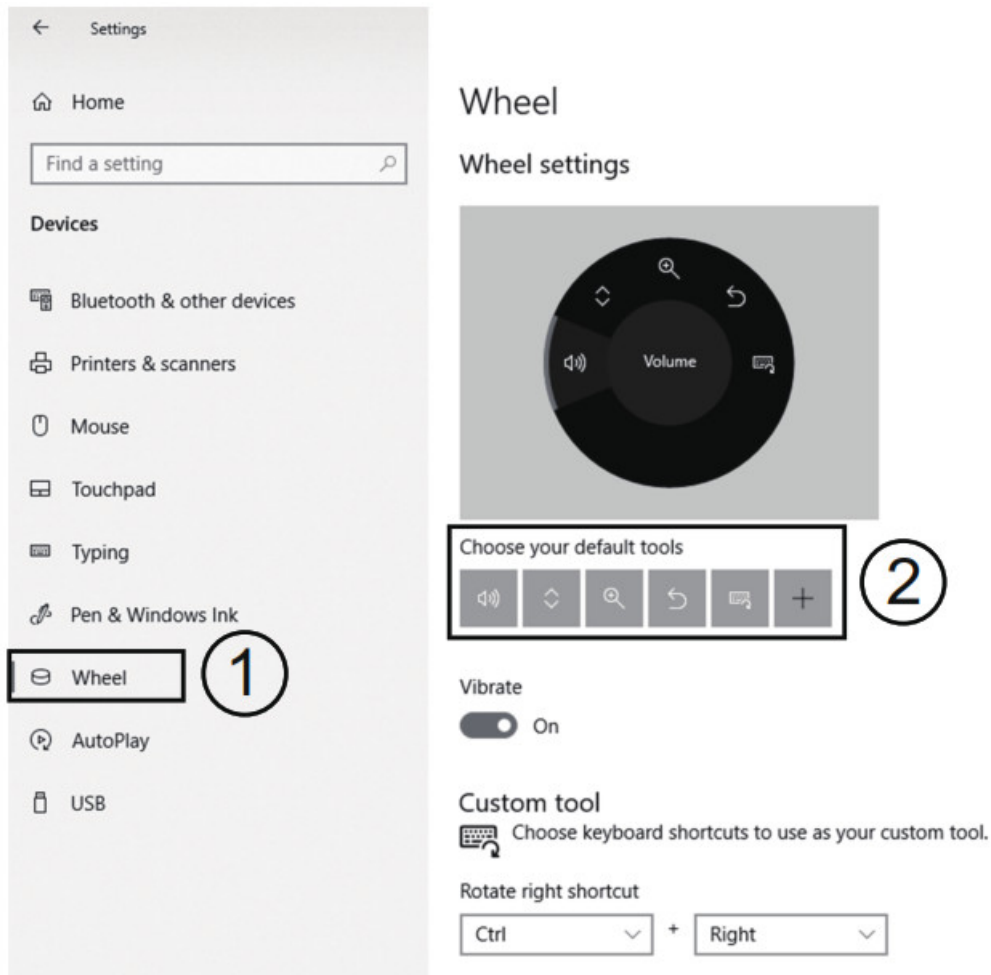 Settings
Home
Find a setting
Devices
Bluetooth & other devices
Printers & scanners
Mouse
Touchpad
Typing
Pen & Windows Ink
Wheel
1
AutoPlay
USB
Wheel
Wheel settings
Volume
Choose your default tools
2
Vibrate
On
Custom tool
Choose keyboard shortcuts to use as your custom tool.
Rotate right shortcut
Ctrl + Right